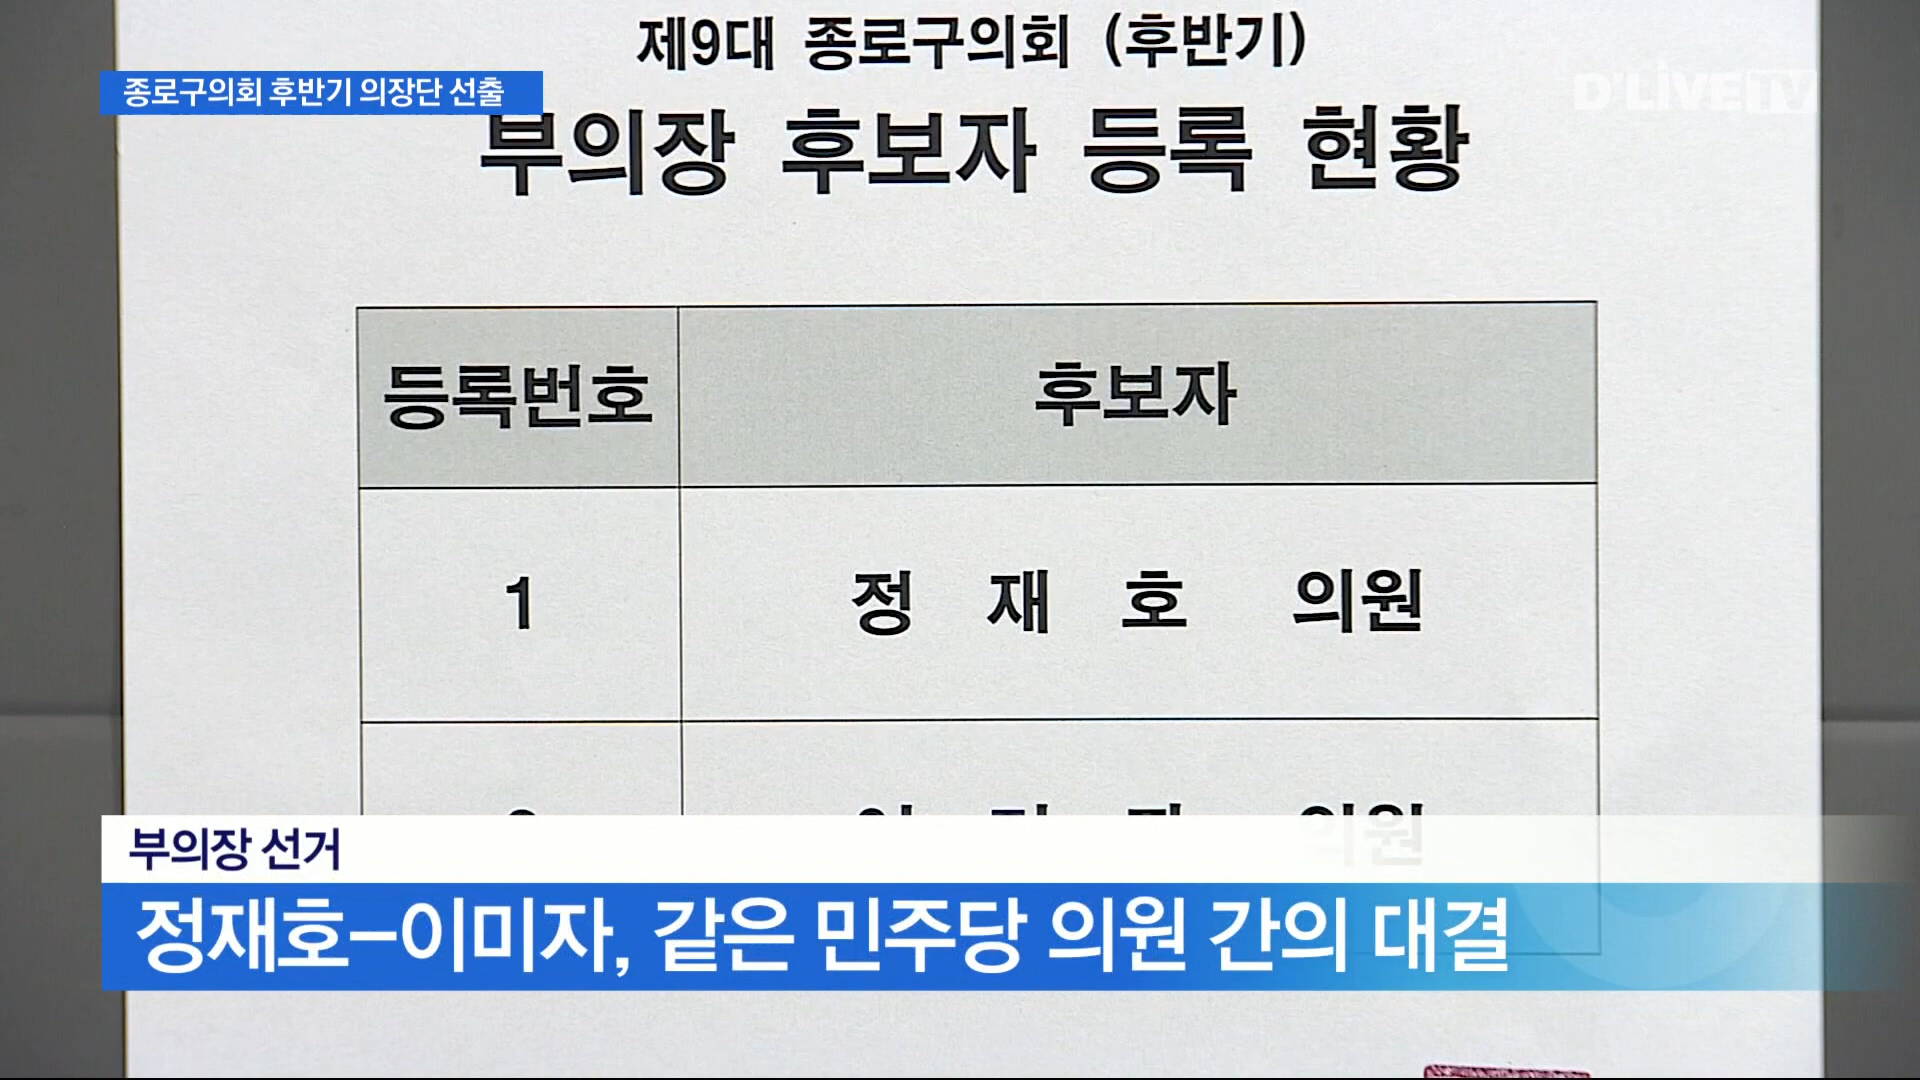 제9대 종로구의회 (후반기)
종로구의회 후반기 의장단 선출
D'LIVE TV
부의장 후보자 등록 현황
등록번호 후보자
1 정 재 호 의원
의원
부의장 선거
정재호-이미자, 같은 민주당 의원 간의 대결